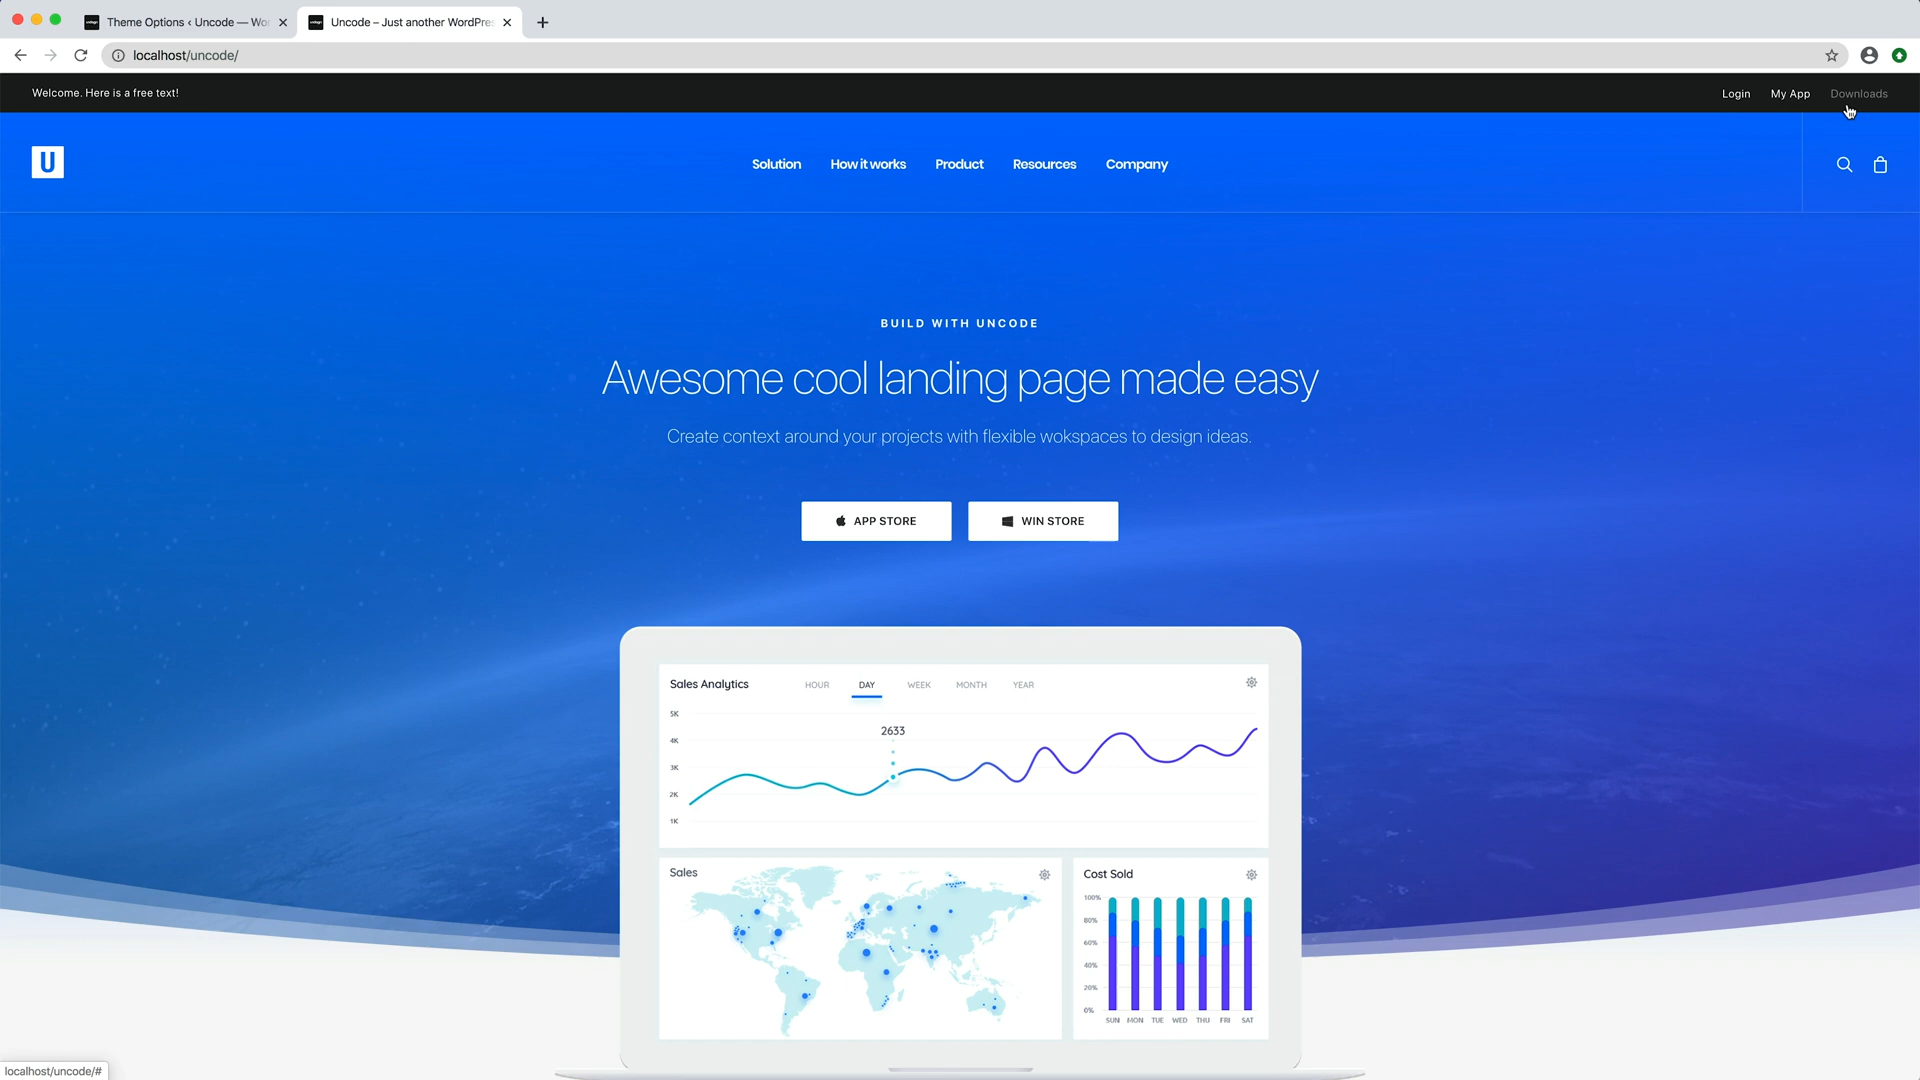 Theme Options ‹ Uncode — Wor
Uncode – Just another WordPres
localhost/uncode/
Welcome. Here is a free text!
Login My App Downloads
U
Solution How it works Product Resources Company
BUILD WITH UNCODE
Awesome cool landing page made easy
Create context around your projects with flexible wokspaces to design ideas.
APP STORE WIN STORE
Sales Analytics HOUR DAY WEEK MONTH YEAR
5K
2633
4K
3K
2K
1K
Sales
Cost Sold
100%
80%
60%
40%
20%
0%
SUN MON TUE WED THU FRI SAT
localhost/uncode/#